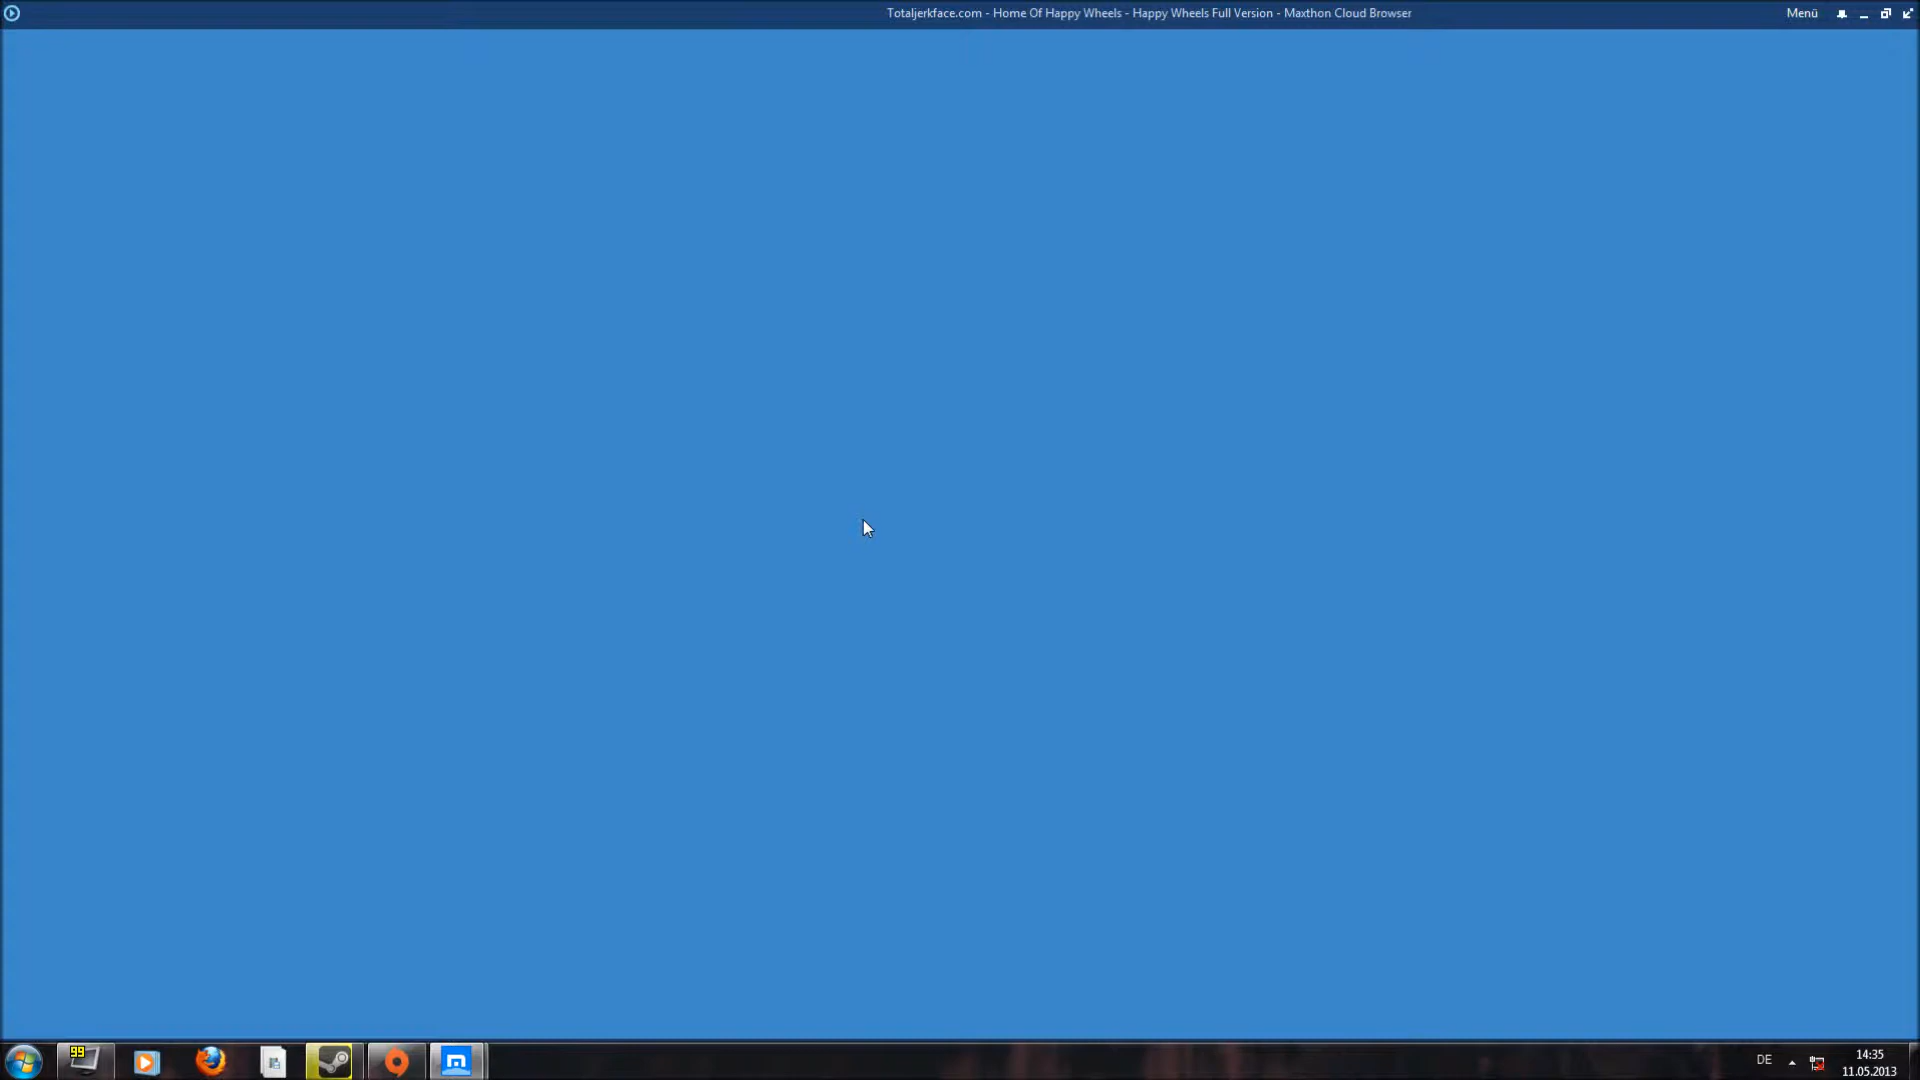 Totaljerkface.com - Home Of Happy Wheels - Happy Wheels Full Version - Maxthon Cloud Browser
Menü
99
DE
14:35
11.05.2013